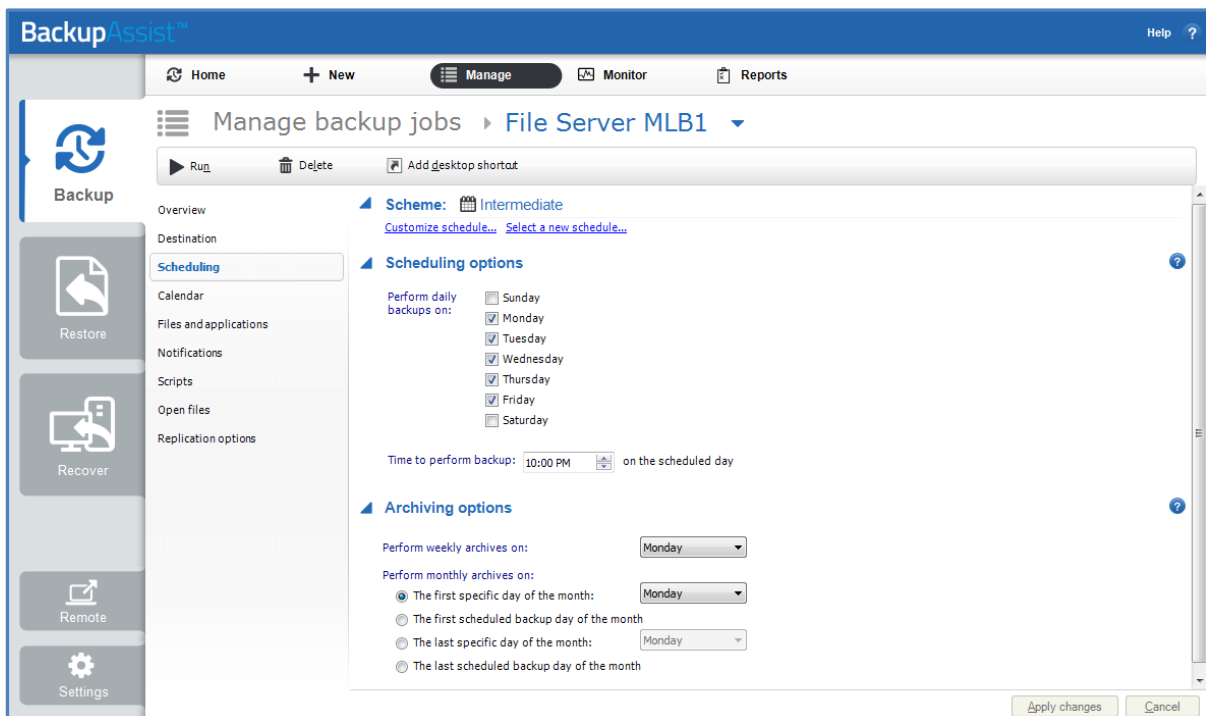 BackupAssist™
Help ?
Home New Manage Monitor Reports
Manage backup jobs File Server MLB1
Run Delete Add desktop shortcut
Backup
Restore
Recover
Remote
Settings
Overview
Destination
Scheduling
Calendar
Files and applications
Notifications
Scripts
Open files
Replication options
Scheme: Intermediate
Customize schedule... Select a new schedule...
Scheduling options ?
Perform daily
backups on:
Sunday
Monday
Tuesday
Wednesday
Thursday
Friday
Saturday
Time to perform backup: 10:00 PM on the scheduled day
Archiving options ?
Perform weekly archives on: Monday
Perform monthly archives on:
The first specific day of the month: Monday
The first scheduled backup day of the month
The last specific day of the month: Monday
The last scheduled backup day of the month
Apply changes Cancel